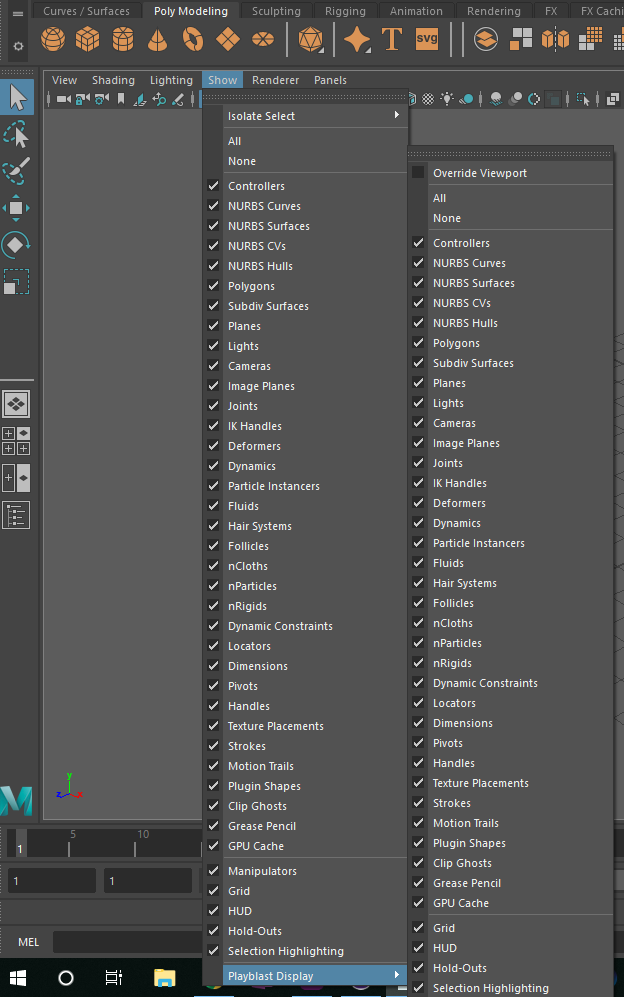 Curves / Surfaces Poly Modeling Sculpting Rigging Animation Rendering FX FX Cachi
T svg
View Shading Lighting Show Renderer Panels
Isolate Select
All
None
Controllers
NURBS Curves
NURBS Surfaces
NURBS CVs
NURBS Hulls
Polygons
Subdiv Surfaces
Planes
Lights
Cameras
Image Planes
Joints
IK Handles
Deformers
Dynamics
Particle Instancers
Fluids
Hair Systems
Follicles
nCloths
nParticles
nRigids
Dynamic Constraints
Locators
Dimensions
Pivots
Handles
Texture Placements
Strokes
Motion Trails
Plugin Shapes
Clip Ghosts
Grease Pencil
GPU Cache
Manipulators
Grid
HUD
Hold-Outs
Selection Highlighting
Playblast Display
Override Viewport
All
None
Controllers
NURBS Curves
NURBS Surfaces
NURBS CVs
NURBS Hulls
Polygons
Subdiv Surfaces
Planes
Lights
Cameras
Image Planes
Joints
IK Handles
Deformers
Dynamics
Particle Instancers
Fluids
Hair Systems
Follicles
nCloths
nParticles
nRigids
Dynamic Constraints
Locators
Dimensions
Pivots
Handles
Texture Placements
Strokes
Motion Trails
Plugin Shapes
Clip Ghosts
Grease Pencil
GPU Cache
Grid
HUD
Hold-Outs
Selection Highlighting
y
z x
M
1 5 10
1 1
MEL